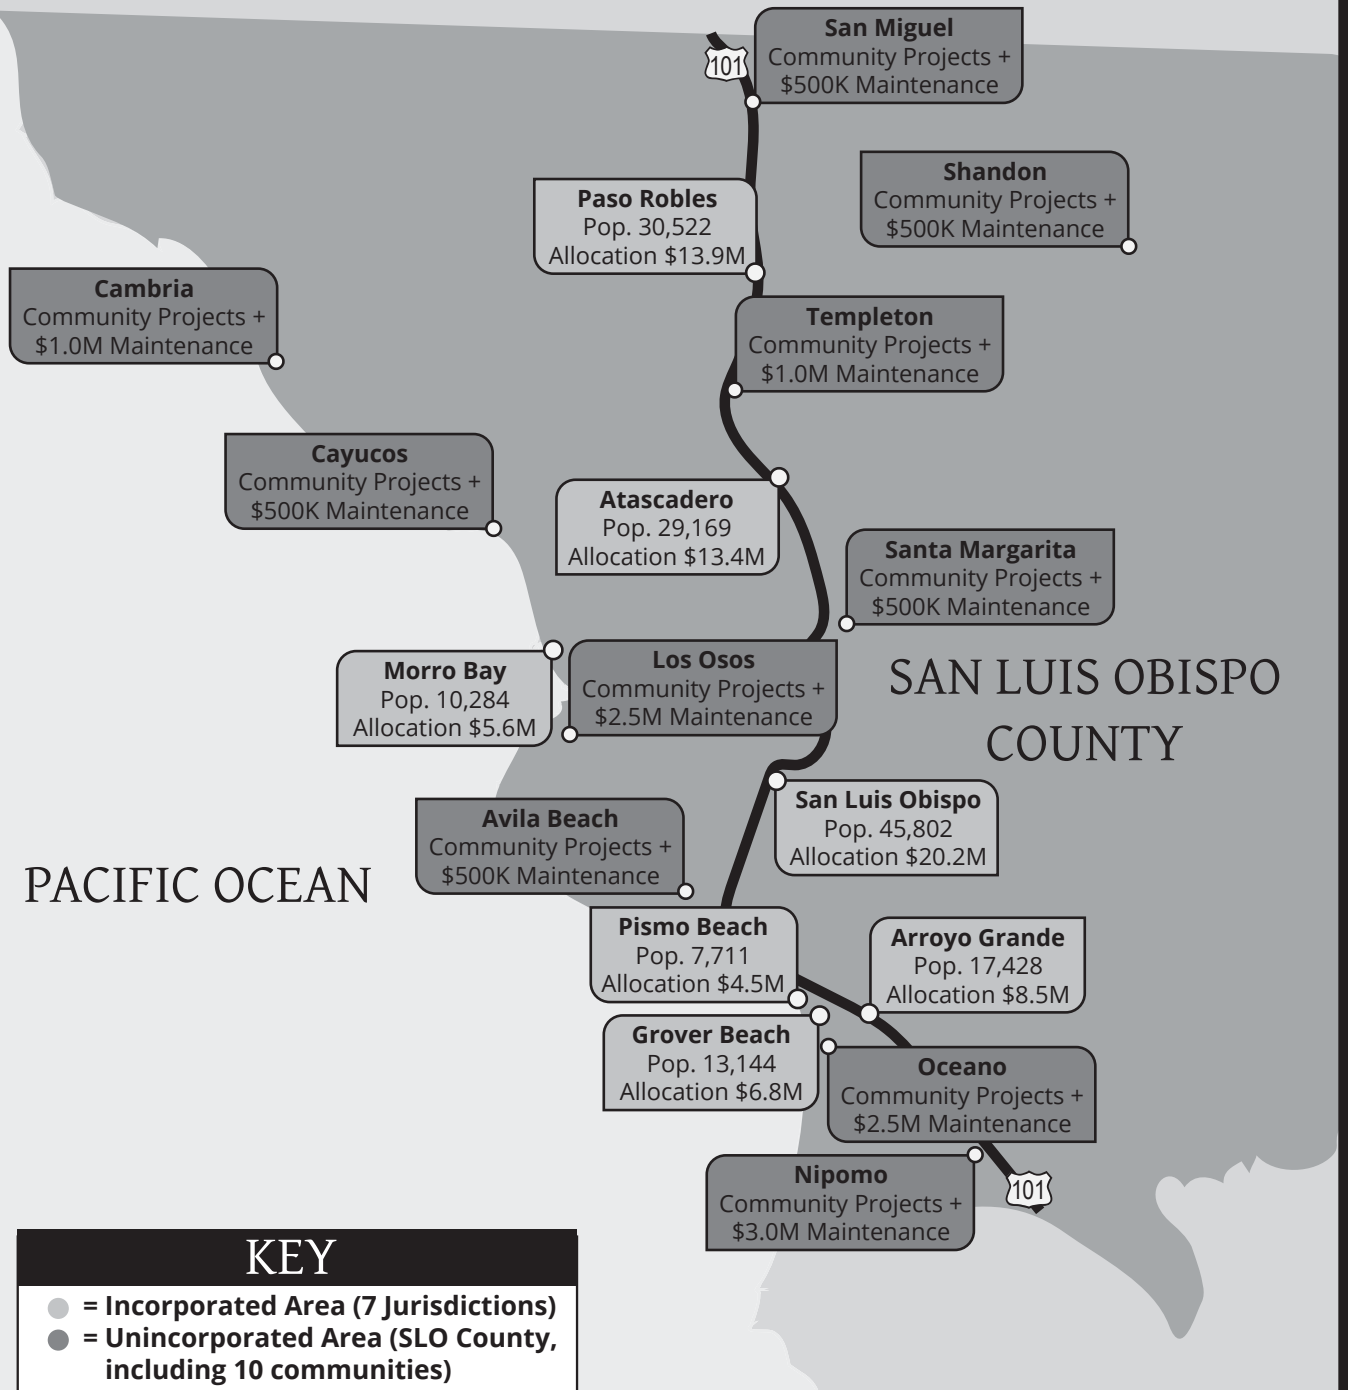 San Miguel
Community Projects +
$500K Maintenance
101
Shandon
Community Projects +
$500K Maintenance
Paso Robles
Pop. 30,522
Allocation $13.9M
Cambria
Community Projects +
$1.0M Maintenance
Templeton
Community Projects +
$1.0M Maintenance
Cayucos
Community Projects +
$500K Maintenance
Atascadero
Pop. 29,169
Allocation $13.4M
Santa Margarita
Community Projects +
$500K Maintenance
Morro Bay
Pop. 10,284
Allocation $5.6M
Los Osos
Community Projects +
$2.5M Maintenance
SAN LUIS OBISPO
COUNTY
San Luis Obispo
Pop. 45,802
Allocation $20.2M
Avila Beach
Community Projects +
$500K Maintenance
PACIFIC OCEAN
Pismo Beach
Pop. 7,711
Allocation $4.5M
Arroyo Grande
Pop. 17,428
Allocation $8.5M
Grover Beach
Pop. 13,144
Allocation $6.8M
Oceano
Community Projects +
$2.5M Maintenance
Nipomo
Community Projects +
$3.0M Maintenance
101
KEY
= Incorporated Area (7 Jurisdictions)
= Unincorporated Area (SLO County,
including 10 communities)